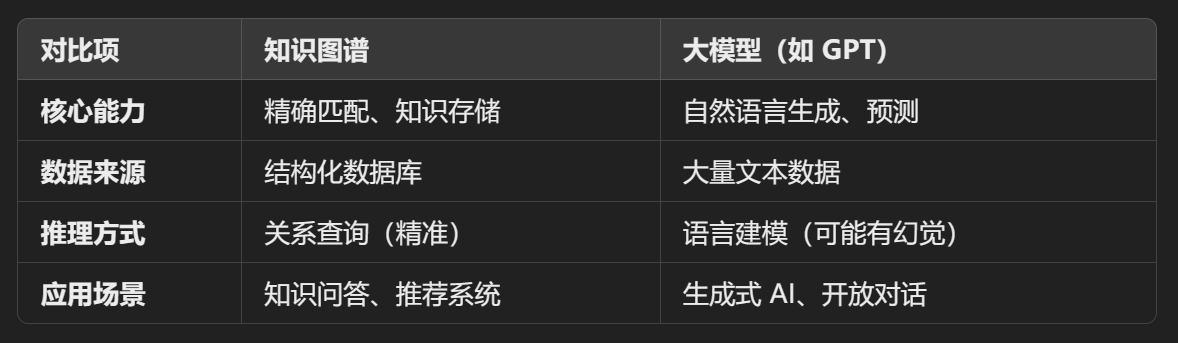 对比项 知识图谱 大模型（如 GPT）
核心能力 精确匹配、知识存储 自然语言生成、预测
数据来源 结构化数据库 大量文本数据
推理方式 关系查询（精准） 语言建模（可能有幻觉）
应用场景 知识问答、推荐系统 生成式 AI、开放对话